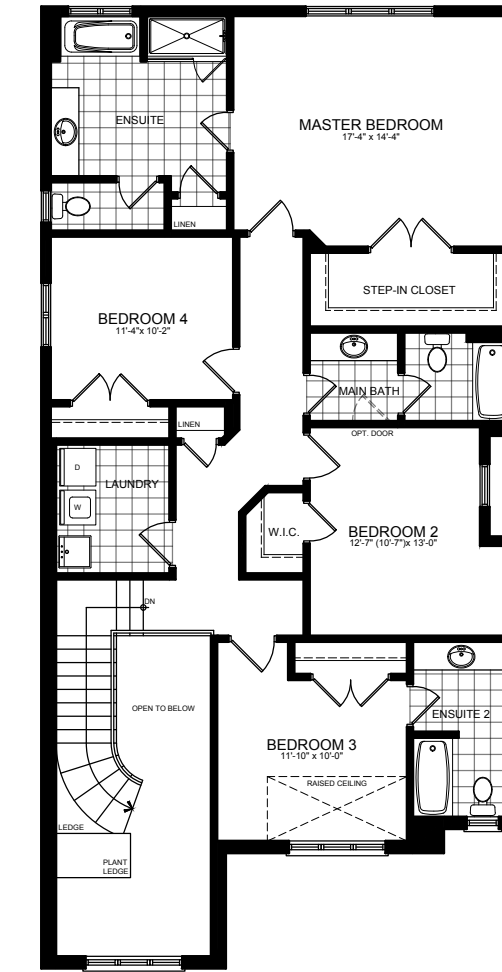 ENSUITE
MASTER BEDROOM
17'-4" x 14'-4"
LINEN
STEP-IN CLOSET
BEDROOM 4
11'-4"x 10'-2"
MAIN BATH
LINEN
OPT. DOOR
D
LAUNDRY
W
W.I.C.
BEDROOM 2
12'-7" (10'-7")x 13'-0"
DN
OPEN TO BELOW
ENSUITE 2
BEDROOM 3
11'-10" x 10'-0"
RAISED CEILING
LEDGE
PLANT
LEDGE